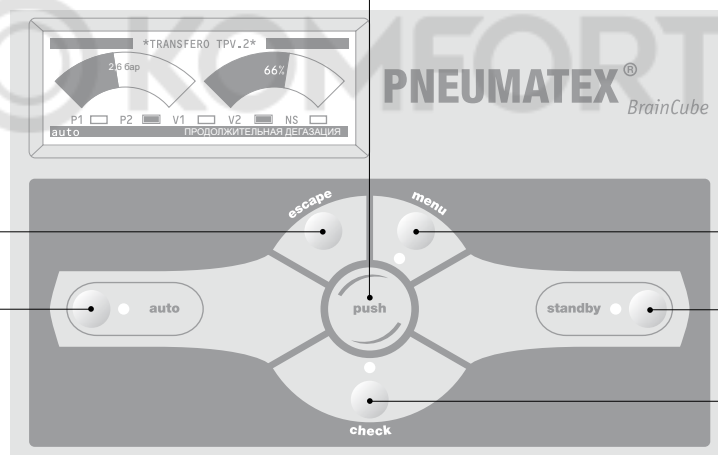 KOMFORT
*TRANSFERO TPV.2*
2,6 бар
66%
P1 P2 V1 V2 NS
auto ПРОДОЛЖИТЕЛЬНАЯ ДЕГАЗАЦИЯ
PNEUMATEX®
BrainCube
escape
menu
auto
push
standby
check